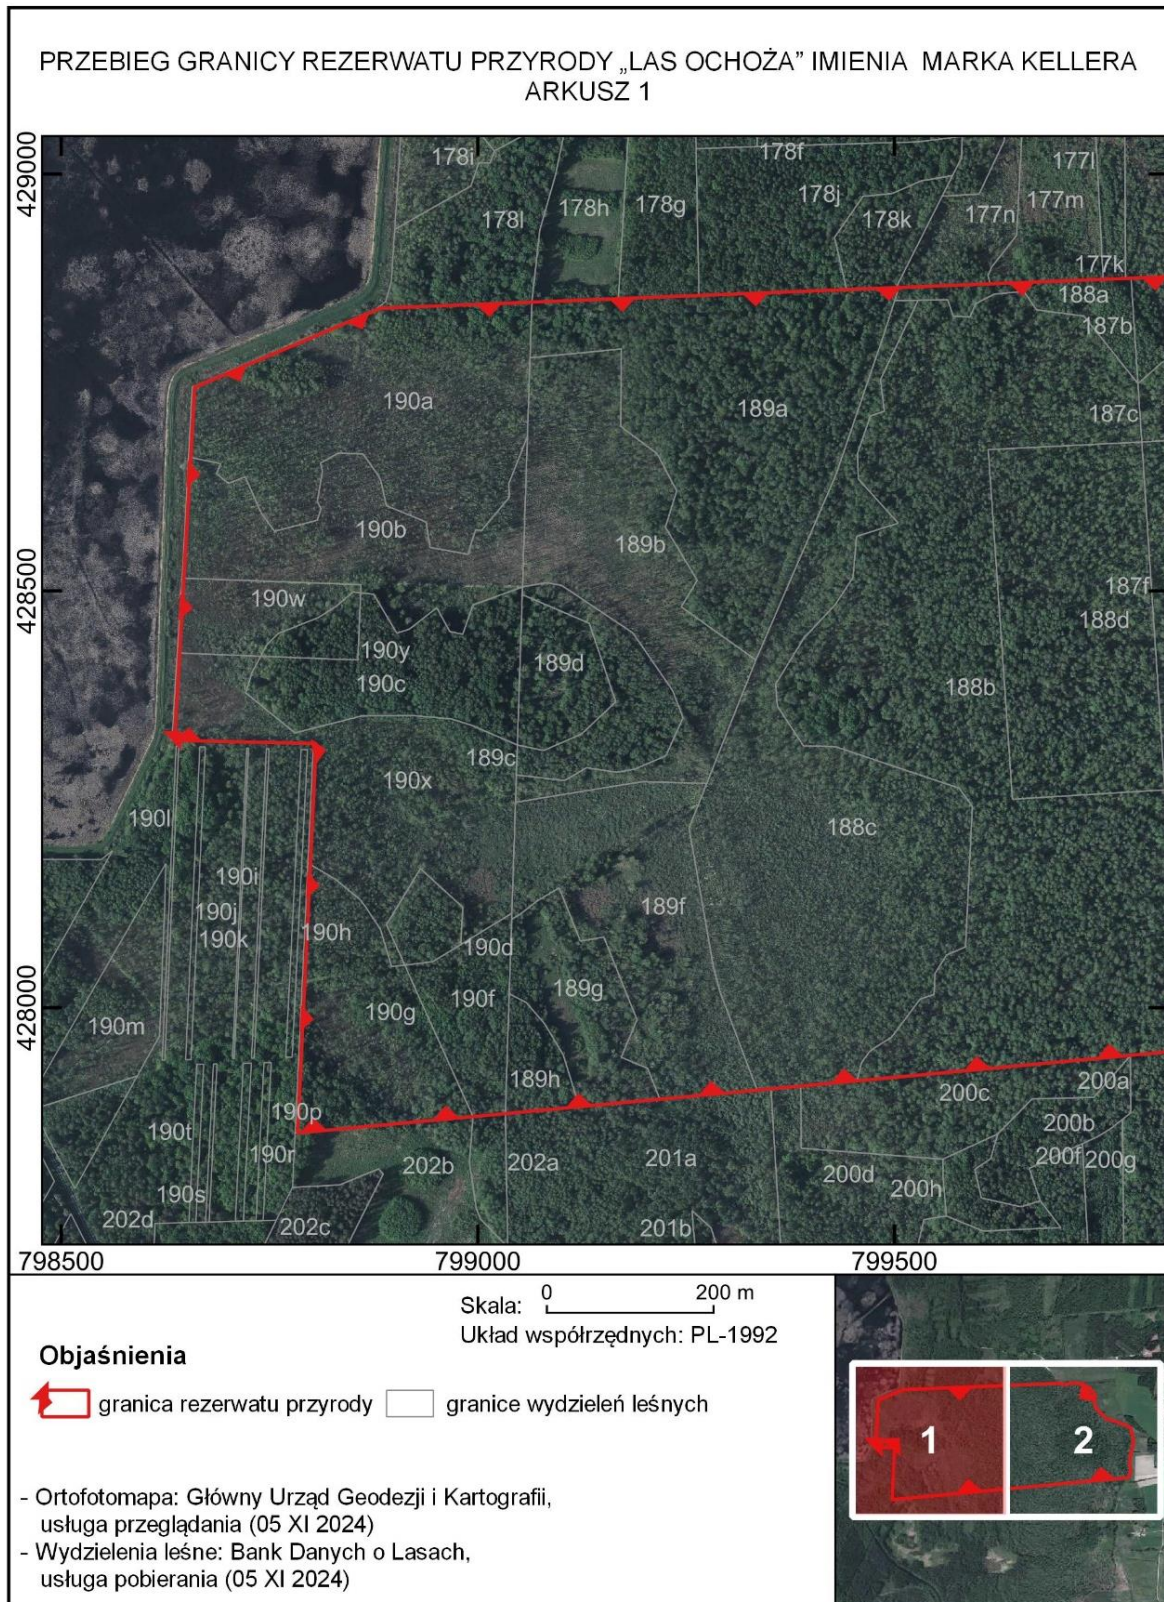 PRZEBIEG GRANICY REZERWATU PRZYRODY „LAS OCHOŻA” IMIENIA MARKA KELLERA
ARKUSZ 1
429000
428500
428000
178i
178l
178h
178g
178f
178j
178k
177n
177m
177l
177k
188a
187b
190a
189a
187c
190b
189b
190w
187f
188d
190y
190c
189d
188b
189c
190x
190l
188c
190i
190j
190k
190h
189f
190d
190f
189g
190g
190m
189h
190p
200c
200a
200b
190t
190r
202b
202a
201a
200d
200f
200g
200h
190s
202d
202c
201b
798500
799000
799500
Skala: 0 200 m
Układ współrzędnych: PL-1992
Objaśnienia
granica rezerwatu przyrody
granice wydzieleń leśnych
1
2
- Ortofotomapa: Główny Urząd Geodezji i Kartografii,
usługa przeglądania (05 XI 2024)
- Wydzielenia leśne: Bank Danych o Lasach,
usługa pobierania (05 XI 2024)